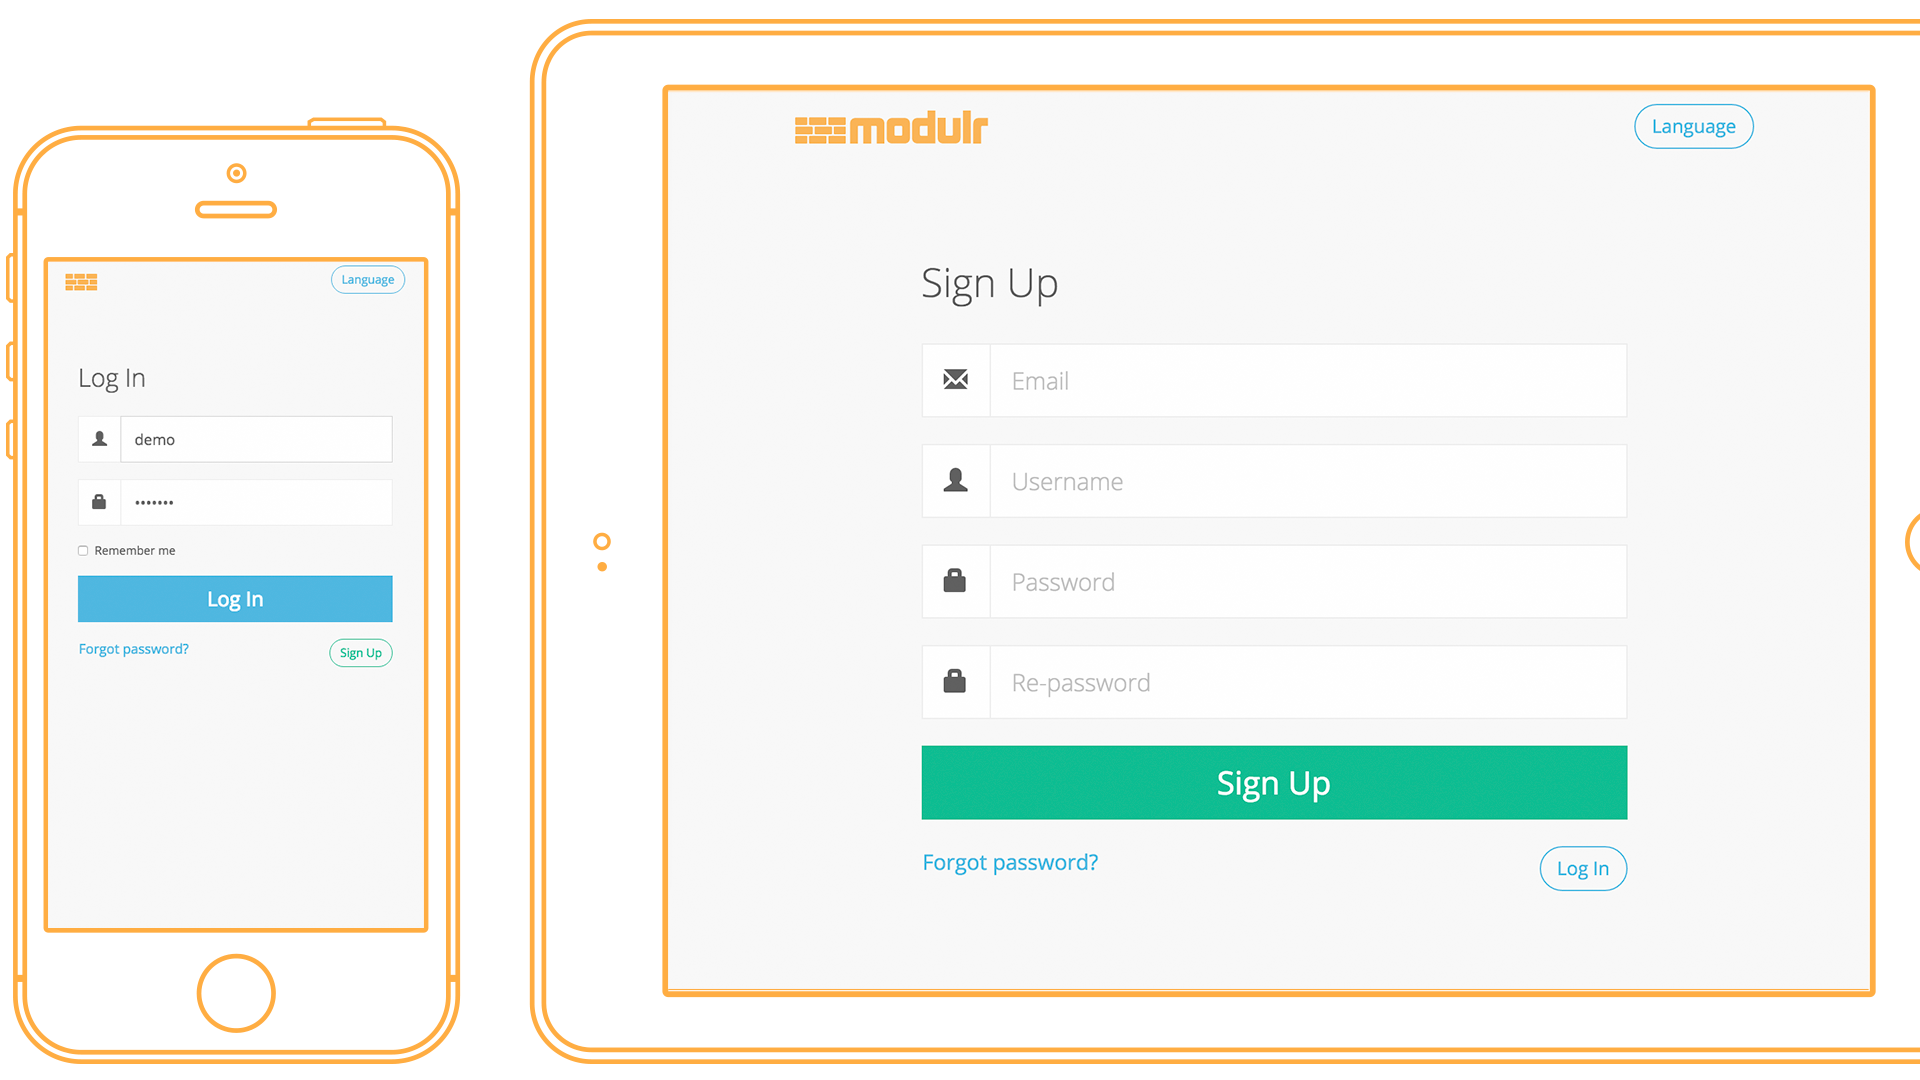 Language
Log In
demo
•••••••
Remember me
Log In
Forgot password?
Sign Up
modulr
Language
Sign Up
Email
Username
Password
Re-password
Sign Up
Forgot password?
Log In